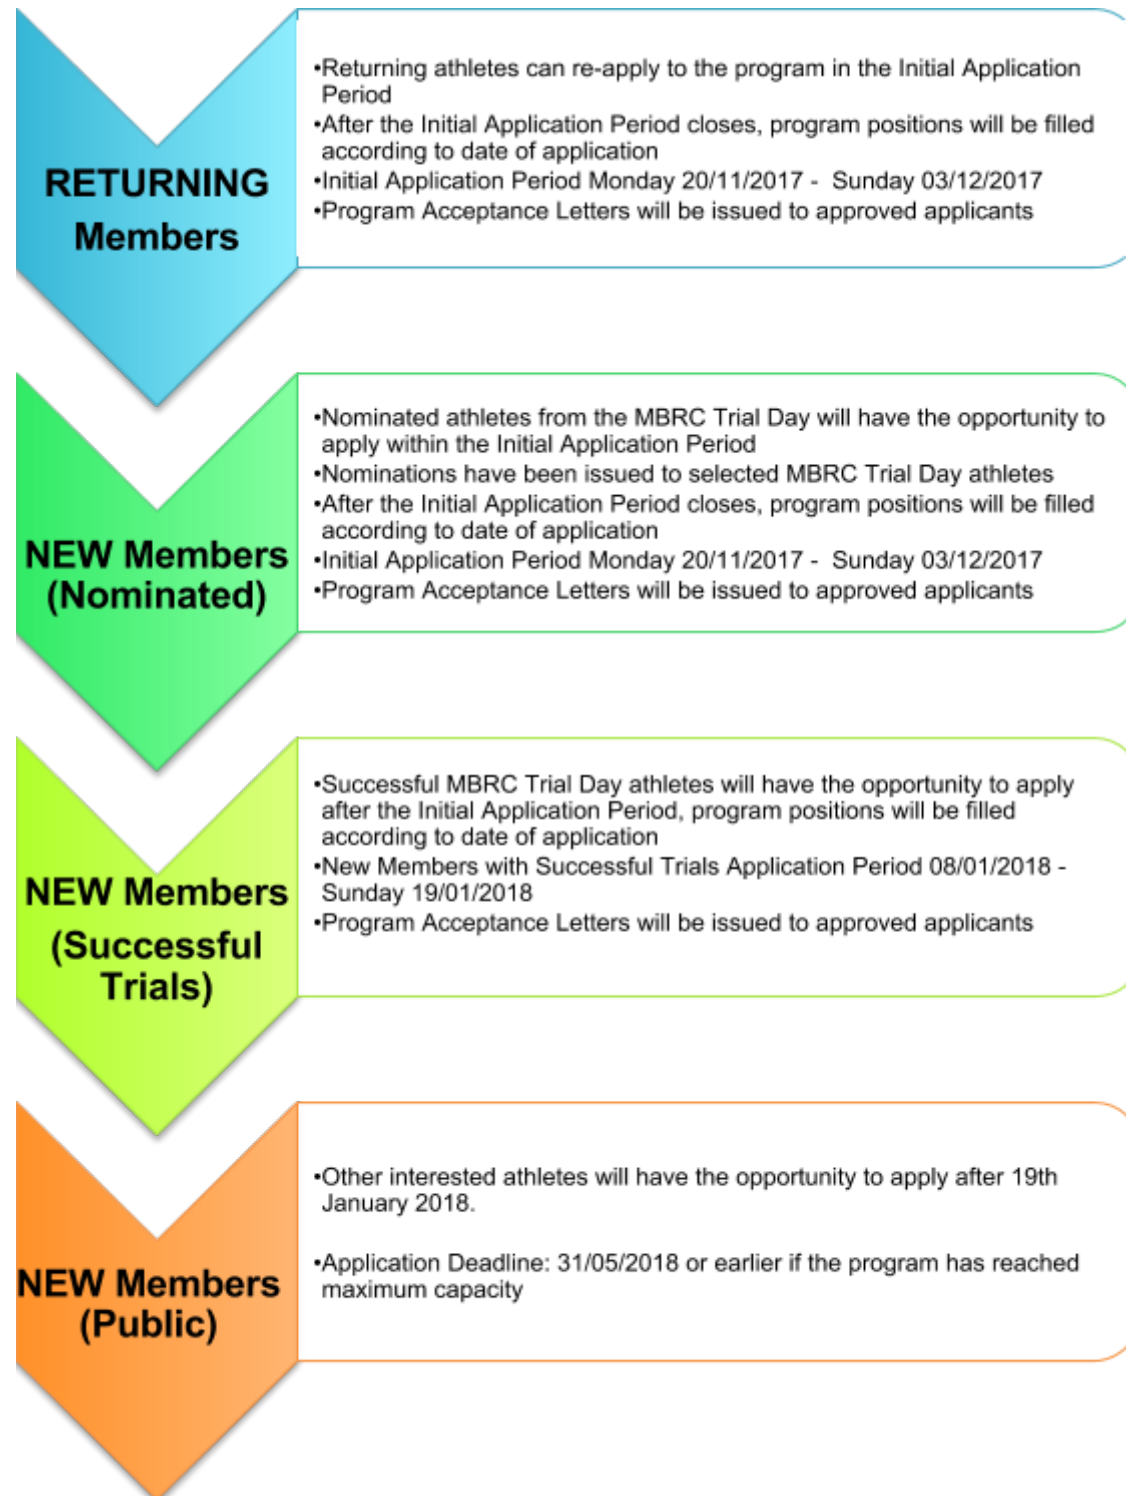 RETURNING
Members
•Returning athletes can re-apply to the program in the Initial Application
Period
•After the Initial Application Period closes, program positions will be filled
according to date of application
•Initial Application Period Monday 20/11/2017 -  Sunday 03/12/2017
•Program Acceptance Letters will be issued to approved applicants
NEW Members
(Nominated)
•Nominated athletes from the MBRC Trial Day will have the opportunity to
apply within the Initial Application Period
•Nominations have been issued to selected MBRC Trial Day athletes
•After the Initial Application Period closes, program positions will be filled
according to date of application
•Initial Application Period Monday 20/11/2017 -  Sunday 03/12/2017
•Program Acceptance Letters will be issued to approved applicants
NEW Members
(Successful
Trials)
•Successful MBRC Trial Day athletes will have the opportunity to apply
after the Initial Application Period, program positions will be filled
according to date of application
•New Members with Successful Trials Application Period 08/01/2018 -
Sunday 19/01/2018
•Program Acceptance Letters will be issued to approved applicants
NEW Members
(Public)
•Other interested athletes will have the opportunity to apply after 19th
January 2018.
•Application Deadline: 31/05/2018 or earlier if the program has reached
maximum capacity